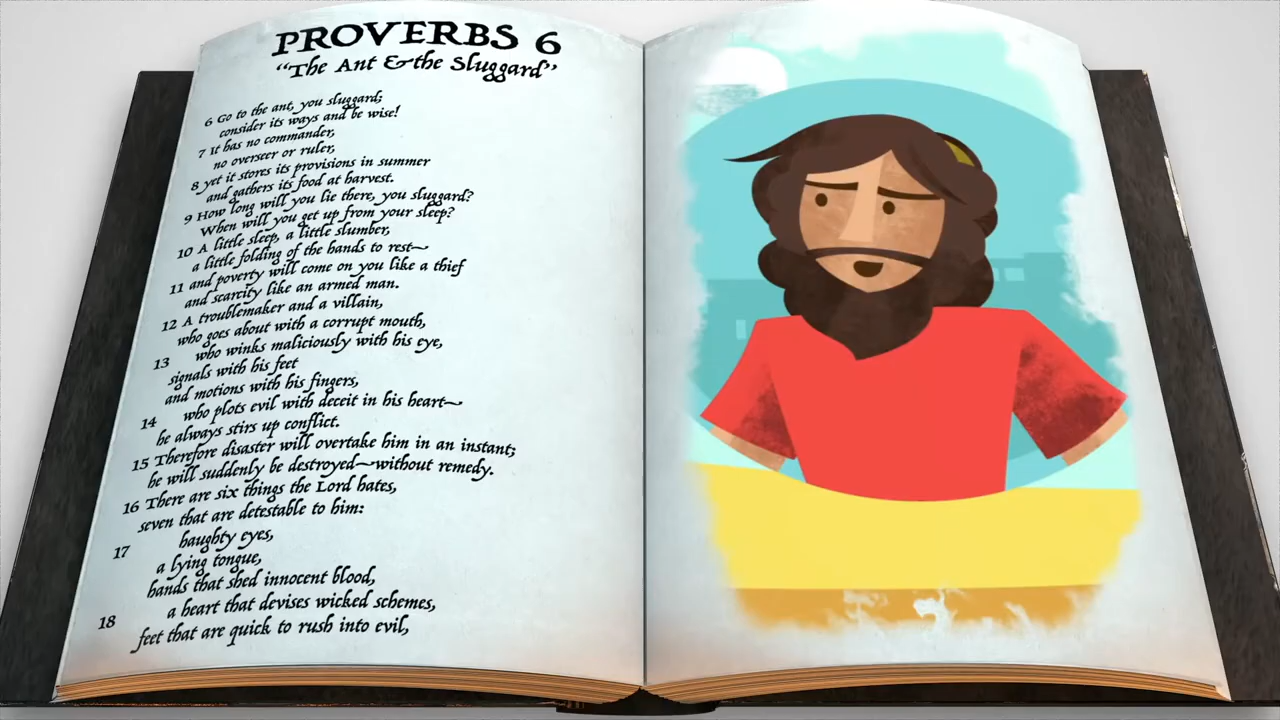 PROVERBS 6
“The Ant & the Sluggard”
6 Go to the ant, you sluggard;
consider its ways and be wise!
7 It has no commander,
no overseer or ruler,
8 yet it stores its provisions in summer
and gathers its food at harvest.
9 How long will you lie there, you sluggard?
When will you get up from your sleep?
10 A little sleep, a little slumber,
a little folding of the hands to rest—
11 and poverty will come on you like a thief
and scarcity like an armed man.
12 A troublemaker and a villain,
who goes about with a corrupt mouth,
13 who winks maliciously with his eye,
signals with his feet
and motions with his fingers,
14 who plots evil with deceit in his heart—
he always stirs up conflict.
15 Therefore disaster will overtake him in an instant;
he will suddenly be destroyed—without remedy.
16 There are six things the Lord hates,
seven that are detestable to him:
17 haughty eyes,
a lying tongue,
hands that shed innocent blood,
18 a heart that devises wicked schemes,
feet that are quick to rush into evil,